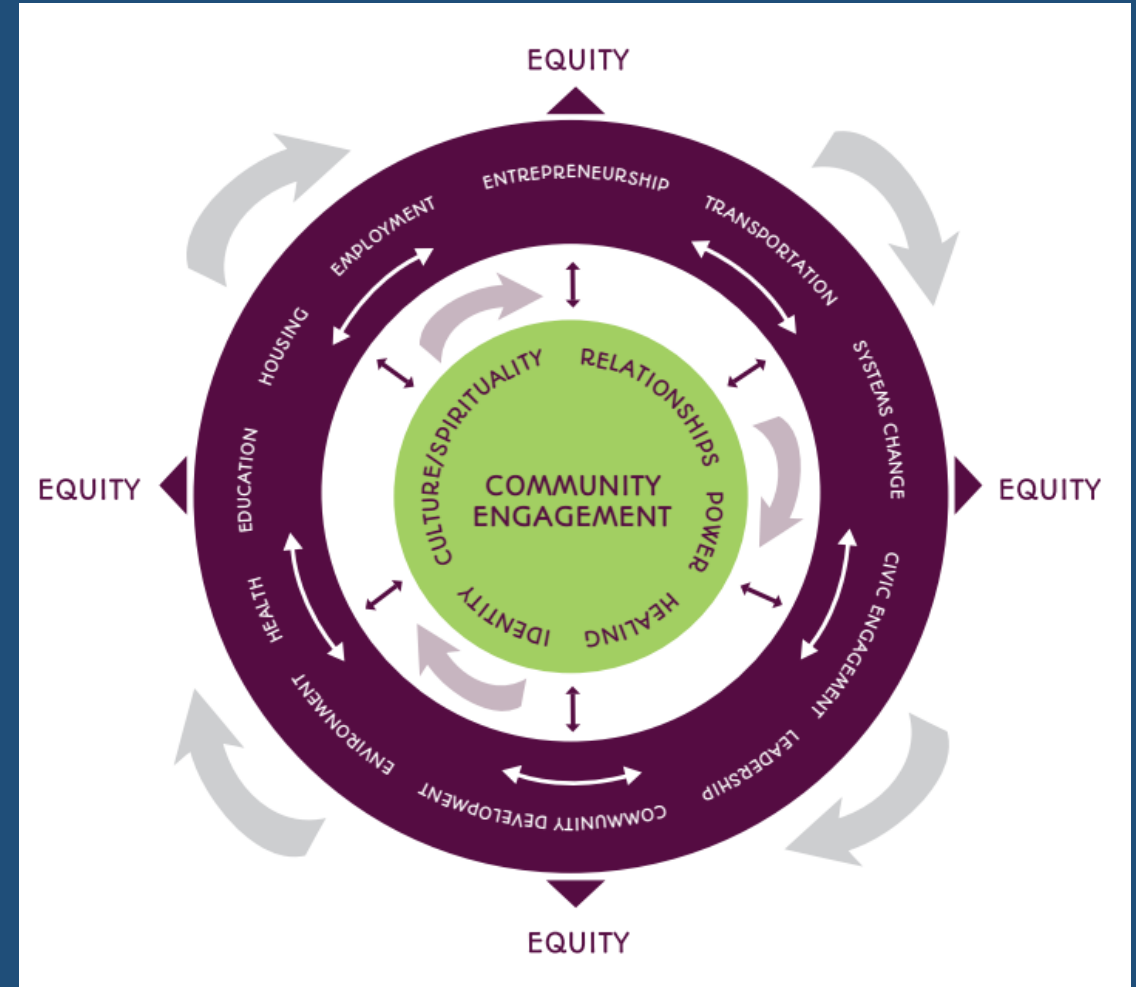 EQUITY
ENTREPRENEURSHIP
TRANSPORTATION
SYSTEMS CHANGE
CIVIC ENGAGEMENT
LEADERSHIP
COMMUNITY DEVELOPMENT
ENVIRONMENT
HEALTH
EDUCATION
HOUSING
EMPLOYMENT
RELATIONSHIPS
POWER
HEALING
IDENTITY
CULTURE/SPIRITUALITY
COMMUNITY
ENGAGEMENT
EQUITY
EQUITY
EQUITY